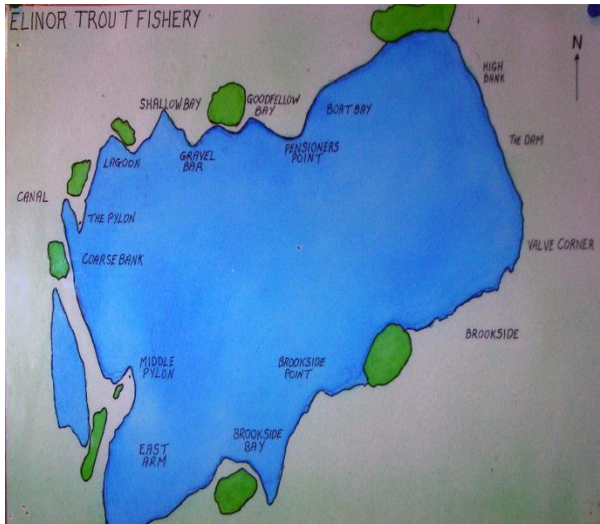 ELINOR TROUT FISHERY
N
HIGH
BANK
SHALLOW BAY
GOODFELLOW
BAY
BOAT BAY
THE DAM
LAGOON
GRAVEL
BAR
PENSIONERS
POINT
CANAL
THE PYLON
VALVE CORNER
COARSE BANK
BROOKSIDE
MIDDLE
PYLON
BROOKSIDE
POINT
BROOKSIDE
BAY
EAST
ARM